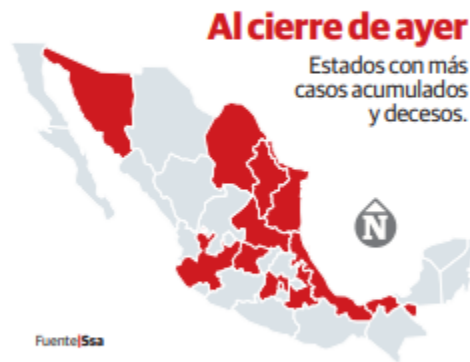 Al cierre de ayer
Estados con más
casos acumulados
y decesos.
N
Fuente|Ssa